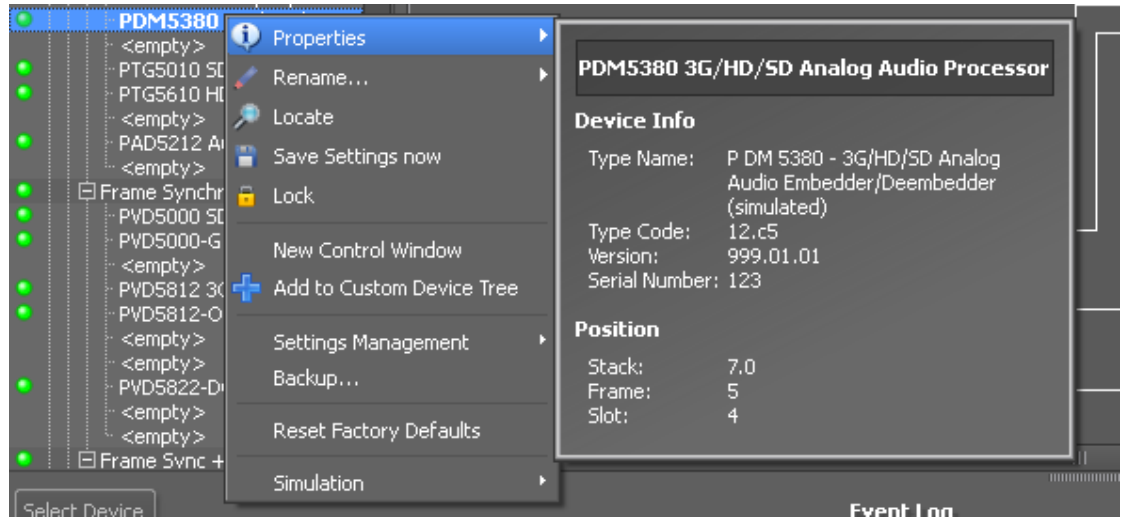 PDM5380
<empty>
PTG5010 SD
PTG5610 HD
<empty>
PAD5212
<empty>
Frame Synchr
PVD5000 SD
PVD5000-G
<empty>
PVD5812
PVD5812-O
<empty>
<empty>
PVD5822-D
<empty>
<empty>
Frame Sync +
Select Device
Properties
Rename...
Locate
Save Settings now
Lock
New Control Window
Add to Custom Device Tree
Settings Management
Backup...
Reset Factory Defaults
Simulation
PDM5380 3G/HD/SD Analog Audio Processor
Device Info
Type Name: P DM 5380 - 3G/HD/SD Analog
Audio Embedder/Deembedder
(simulated)
Type Code: 12.c5
Version: 999.01.01
Serial Number: 123
Position
Stack: 7.0
Frame: 5
Slot: 4
Event Log